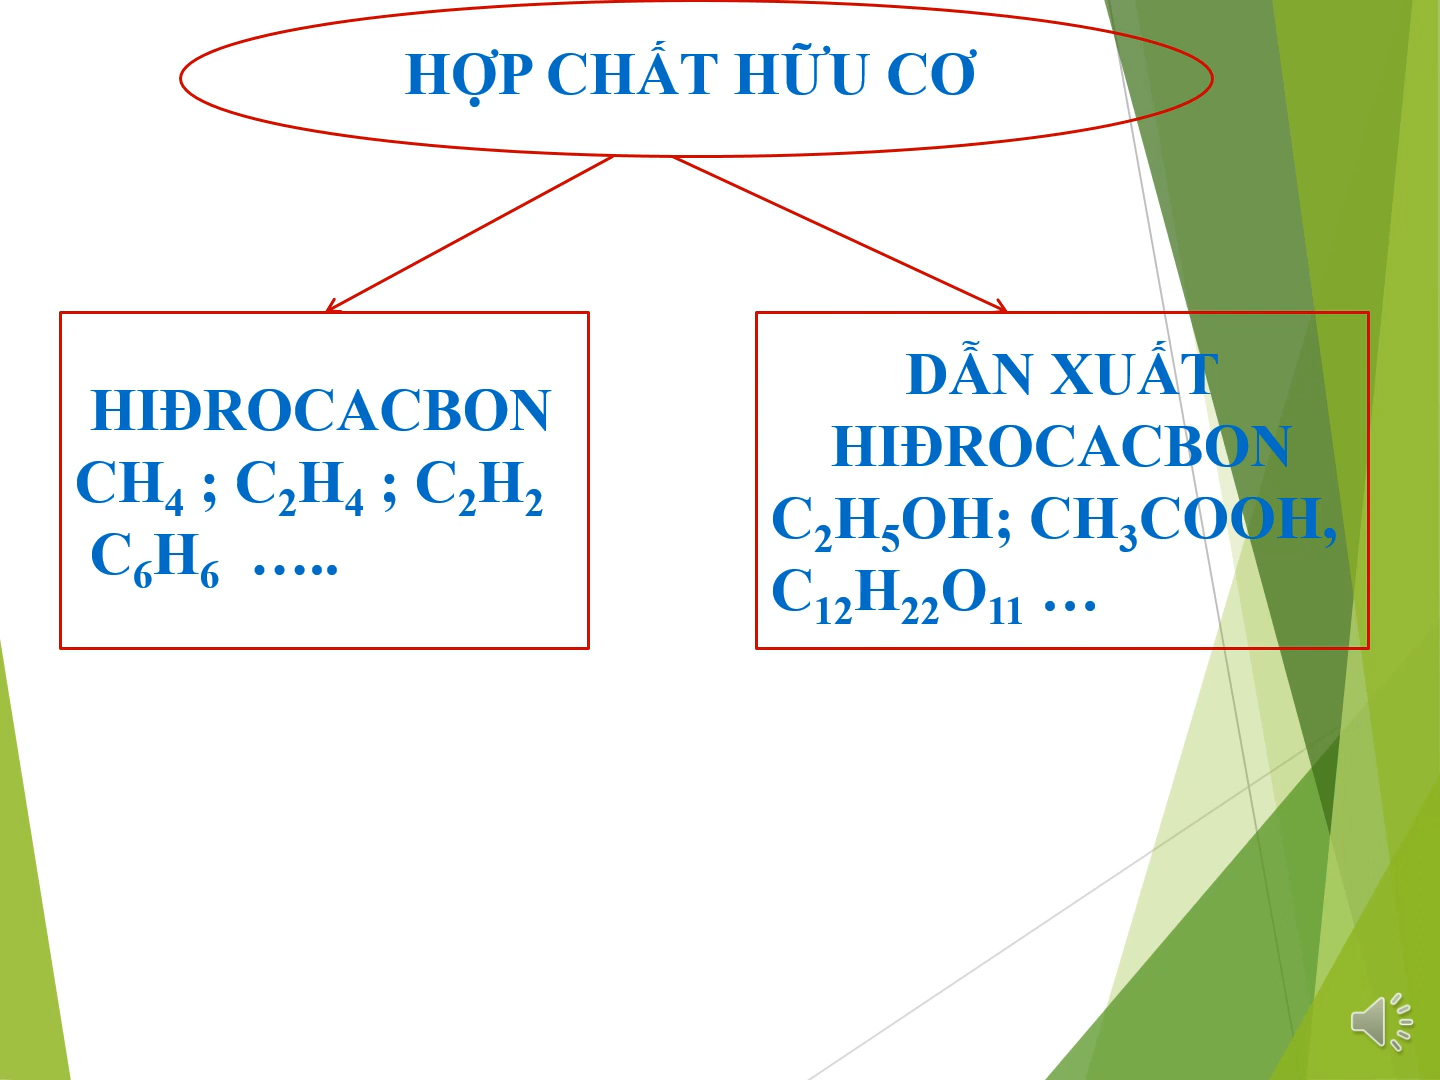 HỢP CHẤT HỮU CƠ
HIĐROCACBON
CH₄ ; C₂H₄ ; C₂H₂
C₆H₆ …..
DẪN XUẤT
HIĐROCACBON
C₂H₅OH; CH₃COOH,
C₁₂H₂₂O₁₁ …